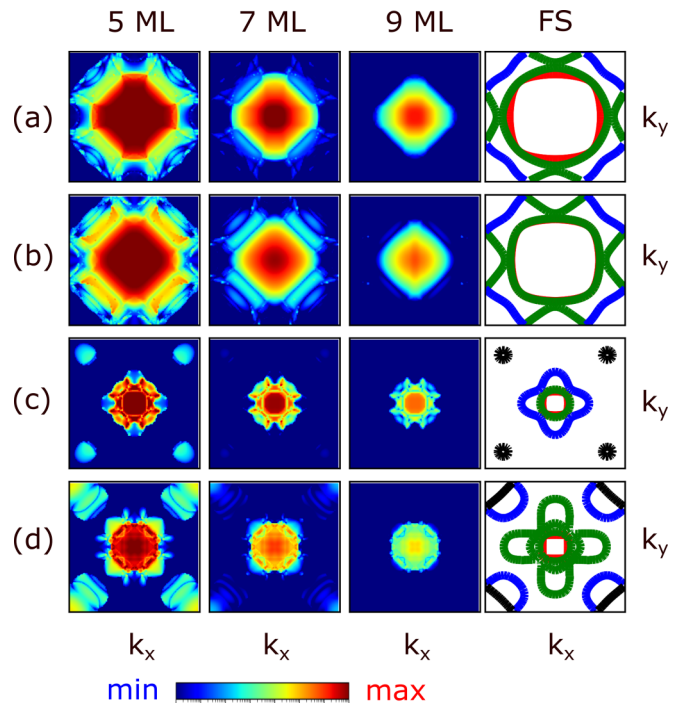 5 ML 7 ML 9 ML FS
(a) k_y
(b) k_y
(c) k_y
(d) k_y
k_x k_x k_x k_x
min max